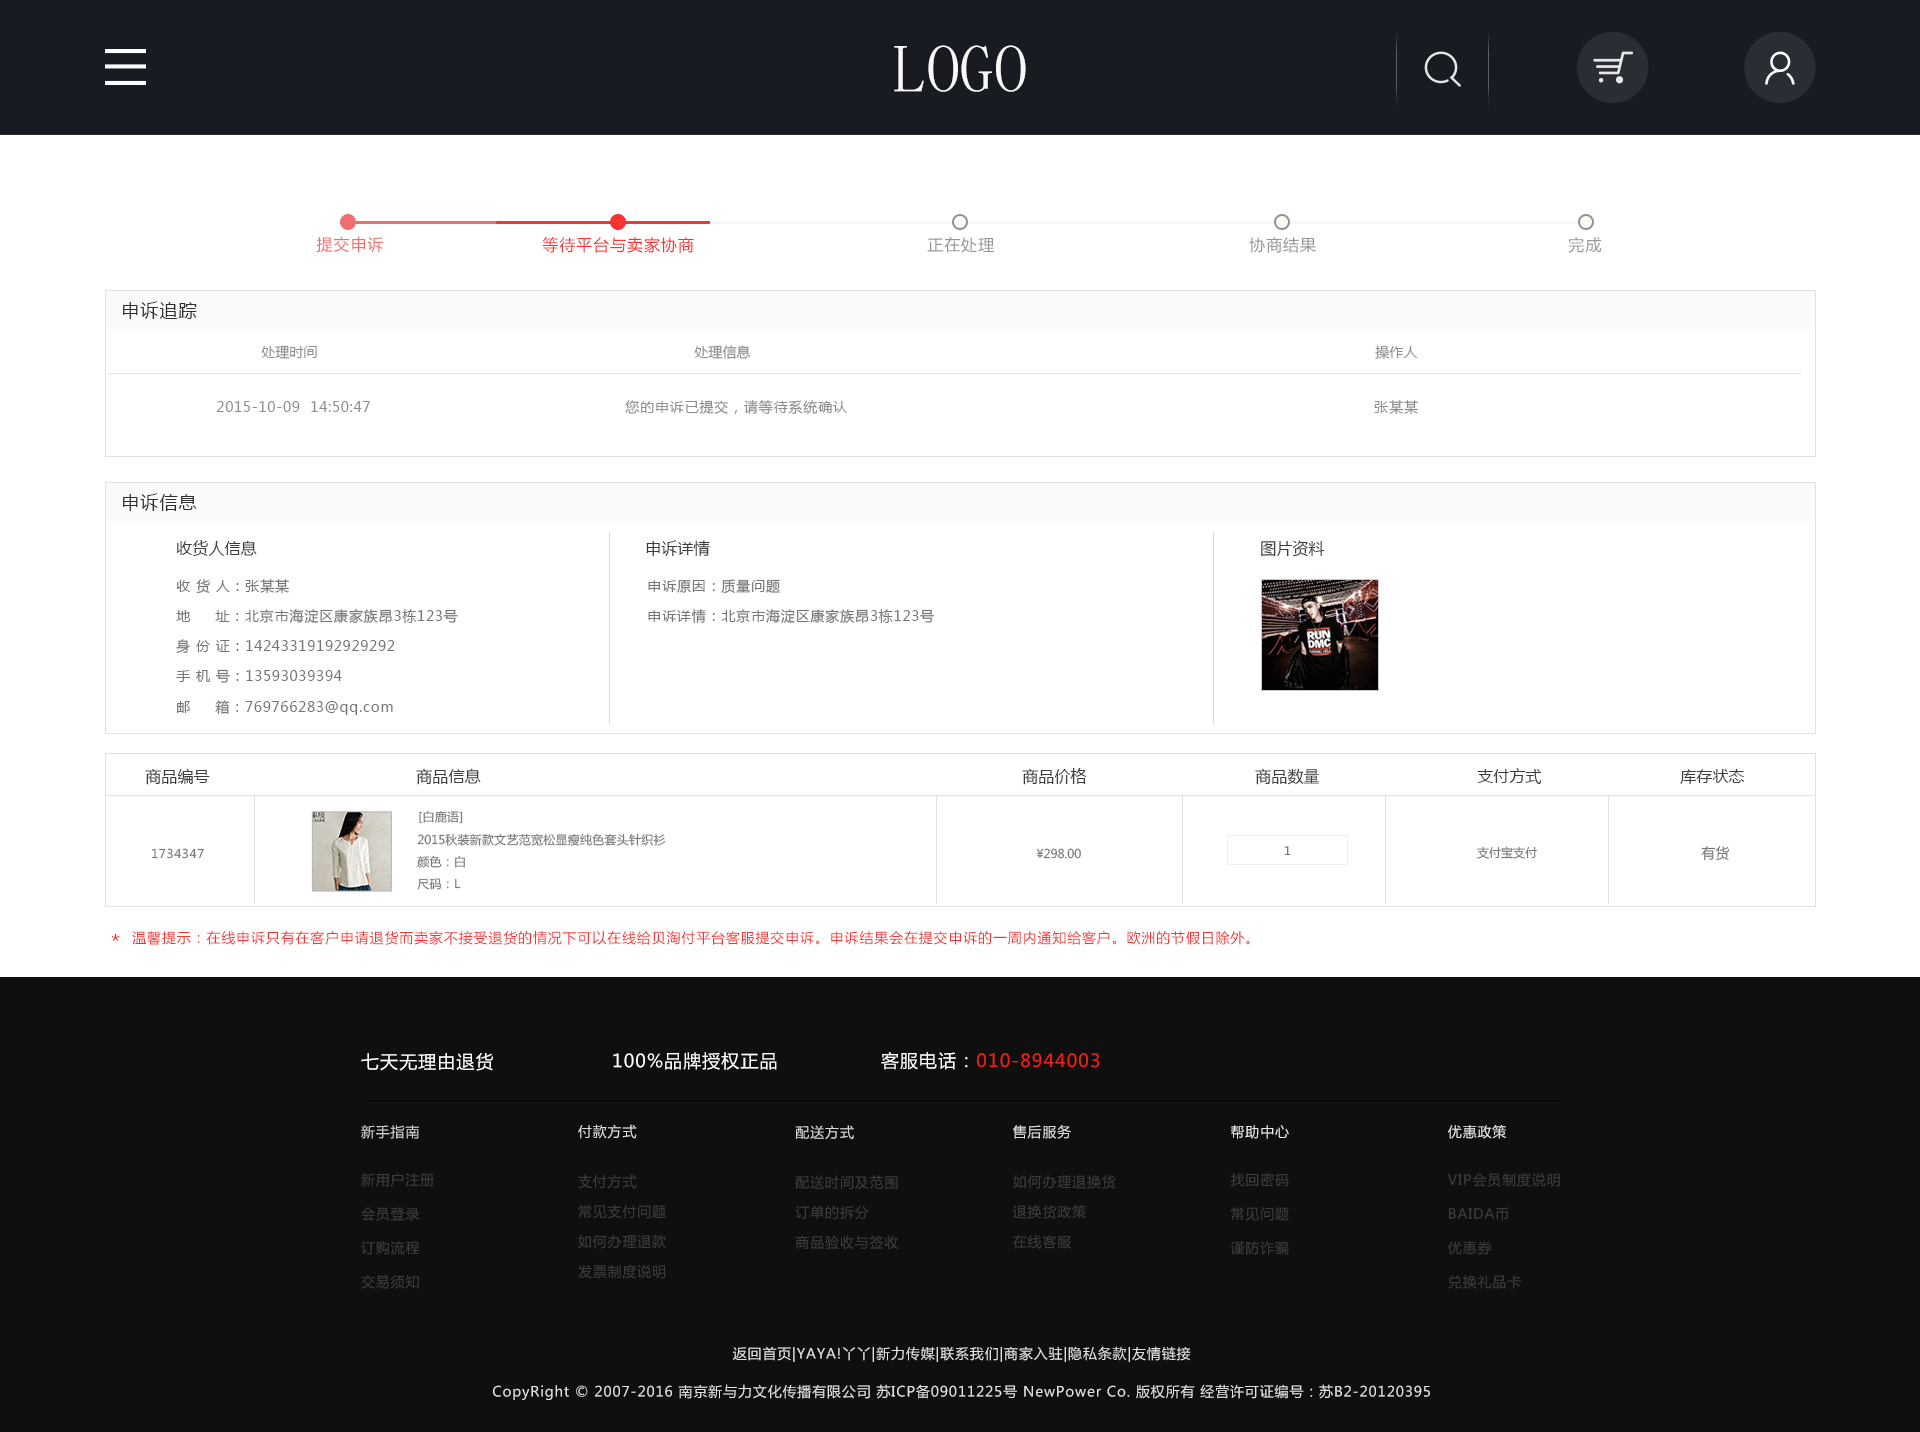 LOGO
提交申诉
等待平台与卖家协商
正在处理
协商结果
完成
申诉追踪
处理时间 处理信息 操作人
2015-10-09 14:50:47 您的申诉已提交，请等待系统确认 张某某
申诉信息
收货人信息
收 货 人：张某某
地 址：北京市海淀区康家族昂3栋123号
身 份 证：14243319192929292
手 机 号：13593039394
邮 箱：769766283@qq.com
申诉详情
申诉原因：质量问题
申诉详情：北京市海淀区康家族昂3栋123号
图片资料
RUN
DMC
商品编号 商品信息 商品价格 商品数量 支付方式 库存状态
1734347
[白鹿语]
2015秋装新款文艺范宽松显瘦纯色套头针织衫
颜色：白
尺码：L
¥298.00
1
支付宝支付
有货
* 温馨提示：在线申诉只有在客户申请退货而卖家不接受退货的情况下可以在线给贝淘付平台客服提交申诉。申诉结果会在提交申诉的一周内通知给客户。欧洲的节假日除外。
七天无理由退货 100%品牌授权正品 客服电话：010-8944003
新手指南
新用户注册
会员登录
订购流程
交易须知
付款方式
支付方式
常见支付问题
如何办理退款
发票制度说明
配送方式
配送时间及范围
订单的拆分
商品验收与签收
售后服务
如何办理退换货
退换货政策
在线客服
帮助中心
找回密码
常见问题
谨防诈骗
优惠政策
VIP会员制度说明
BAIDA币
优惠券
兑换礼品卡
返回首页|YAYA!丫丫|新力传媒|联系我们|商家入驻|隐私条款|友情链接
CopyRight © 2007-2016 南京新与力文化传播有限公司 苏ICP备09011225号 NewPower Co. 版权所有 经营许可证编号：苏B2-20120395